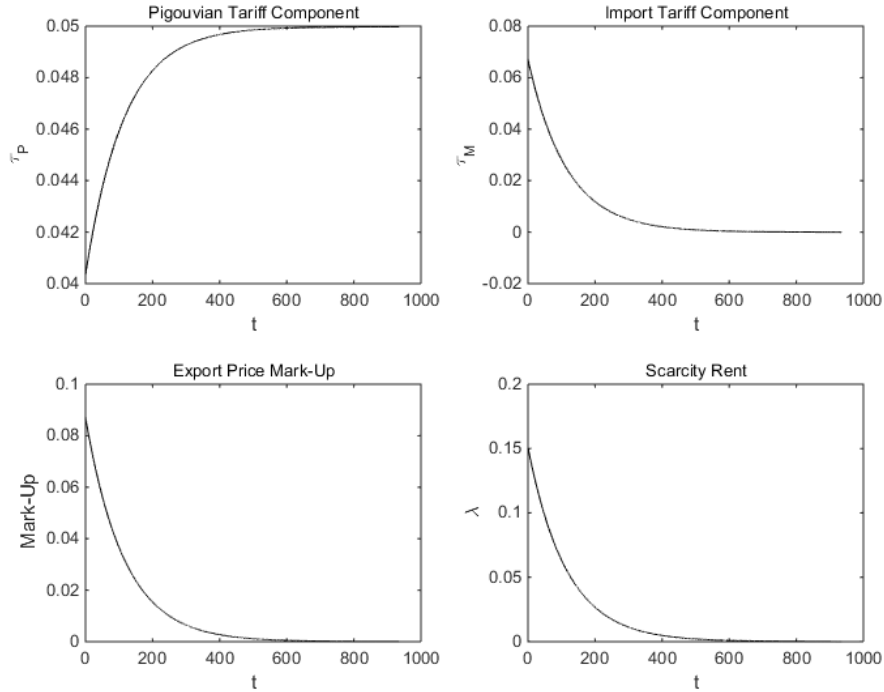 Pigouvian Tariff Component
0.05
0.048
0.046
0.044
0.042
0.04
τP
0 200 400 600 800 1000
t
Import Tariff Component
0.08
0.06
0.04
0.02
0
-0.02
τM
0 200 400 600 800 1000
t
Export Price Mark-Up
0.1
0.08
0.06
0.04
0.02
0
Mark-Up
0 200 400 600 800 1000
t
Scarcity Rent
0.2
0.15
0.1
0.05
0
λ
0 200 400 600 800 1000
t